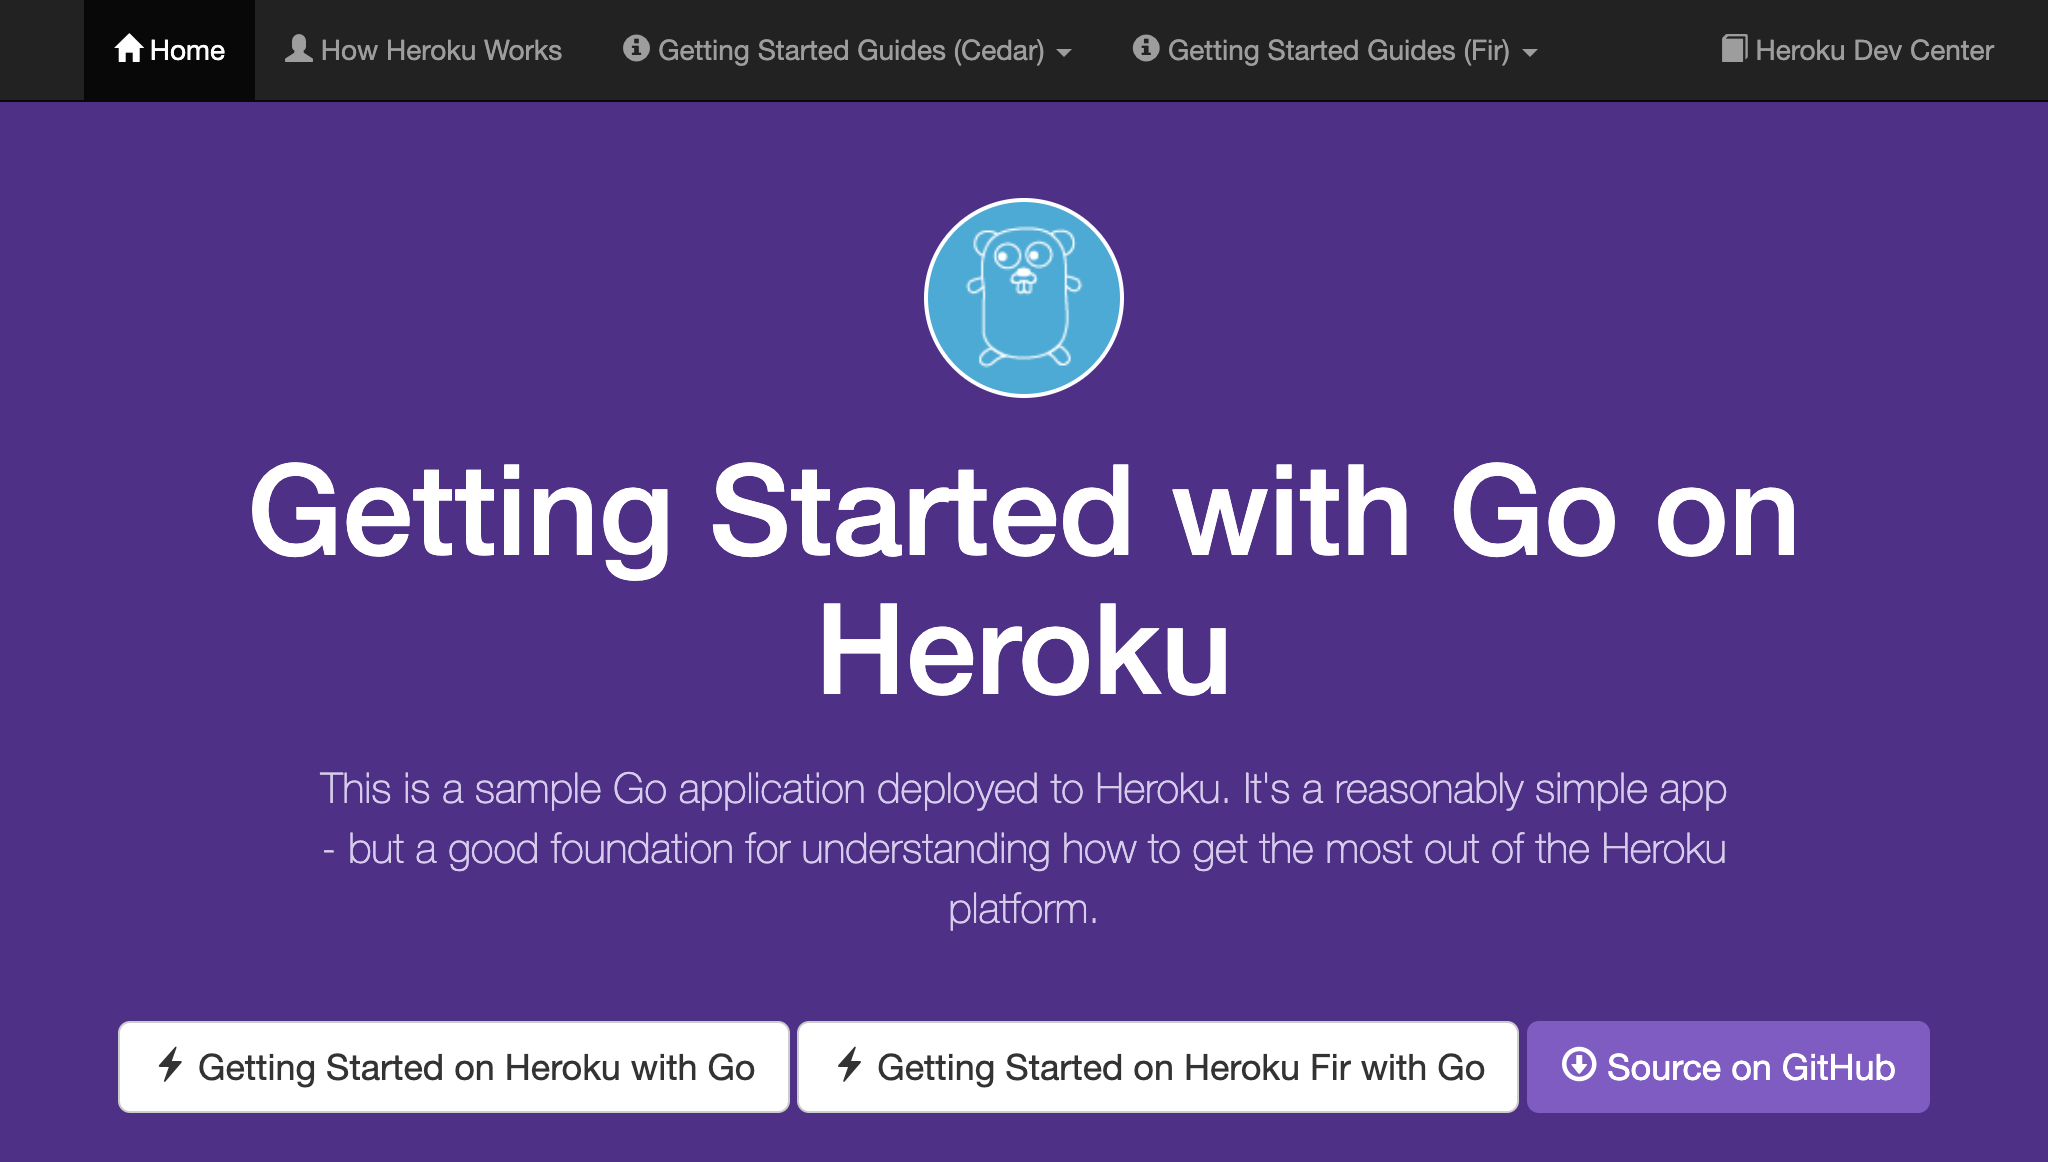 Home
How Heroku Works
Getting Started Guides (Cedar)
Getting Started Guides (Fir)
Heroku Dev Center
Getting Started with Go on
Heroku
This is a sample Go application deployed to Heroku. It's a reasonably simple app
- but a good foundation for understanding how to get the most out of the Heroku
platform.
Getting Started on Heroku with Go
Getting Started on Heroku Fir with Go
Source on GitHub